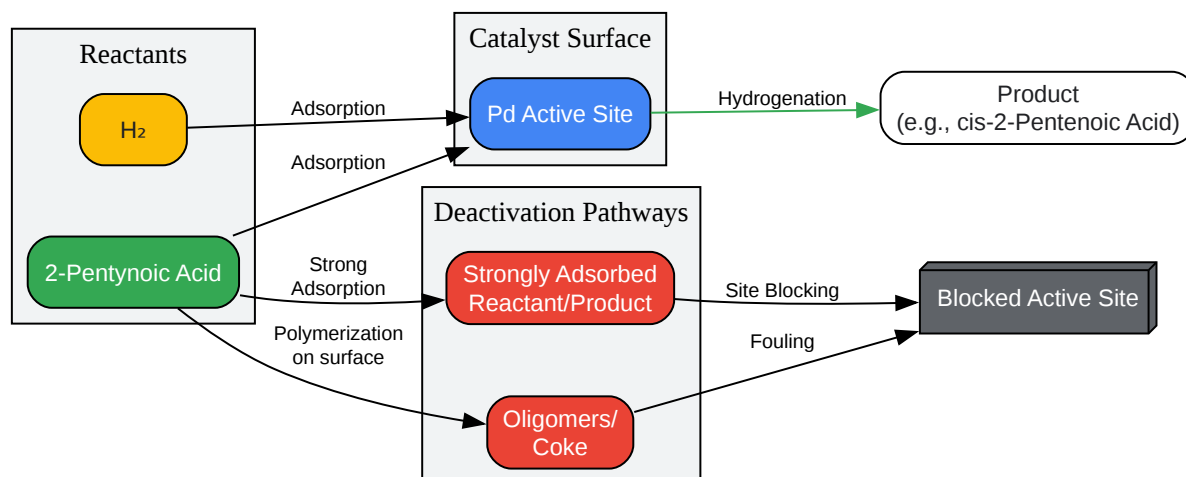 Reactants
H₂
2-Pentynoic Acid
Adsorption
Adsorption
Strong
Adsorption
Polymerization
on surface
Catalyst Surface
Pd Active Site
Hydrogenation
Product
(e.g., cis-2-Pentenoic Acid)
Deactivation Pathways
Strongly Adsorbed
Reactant/Product
Oligomers/
Coke
Site Blocking
Fouling
Blocked Active Site